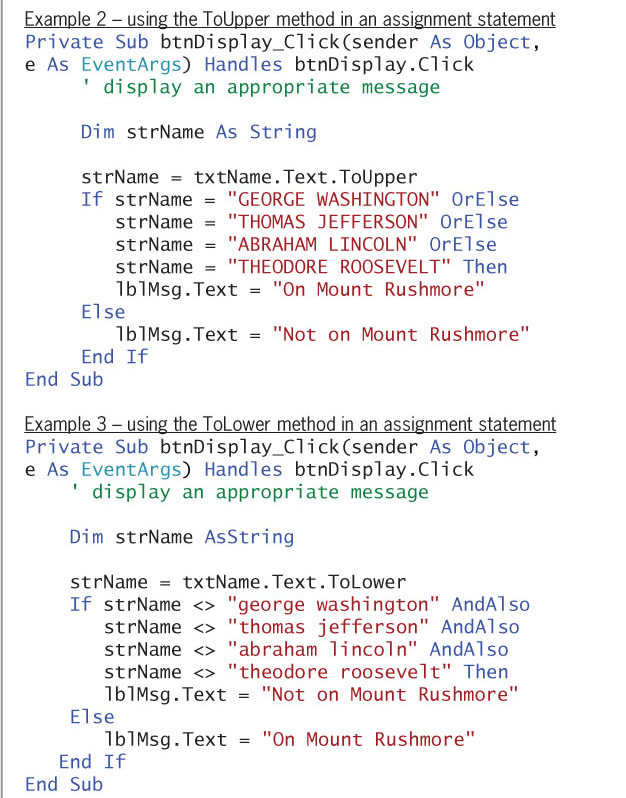 Example 2 – using the ToUpper method in an assignment statement
Private Sub btnDisplay_Click(sender As Object,
e As EventArgs) Handles btnDisplay.Click
' display an appropriate message
Dim strName As String
strName = txtName.Text.ToUpper
If strName = "GEORGE WASHINGTON" OrElse
strName = "THOMAS JEFFERSON" OrElse
strName = "ABRAHAM LINCOLN" OrElse
strName = "THEODORE ROOSEVELT" Then
lblMsg.Text = "On Mount Rushmore"
Else
lblMsg.Text = "Not on Mount Rushmore"
End If
End Sub
Example 3 – using the ToLower method in an assignment statement
Private Sub btnDisplay_Click(sender As Object,
e As EventArgs) Handles btnDisplay.Click
' display an appropriate message
Dim strName AsString
strName = txtName.Text.ToLower
If strName <> "george washington" AndAlso
strName <> "thomas jefferson" AndAlso
strName <> "abraham lincoln" AndAlso
strName <> "theodore roosevelt" Then
lblMsg.Text = "Not on Mount Rushmore"
Else
lblMsg.Text = "On Mount Rushmore"
End If
End Sub